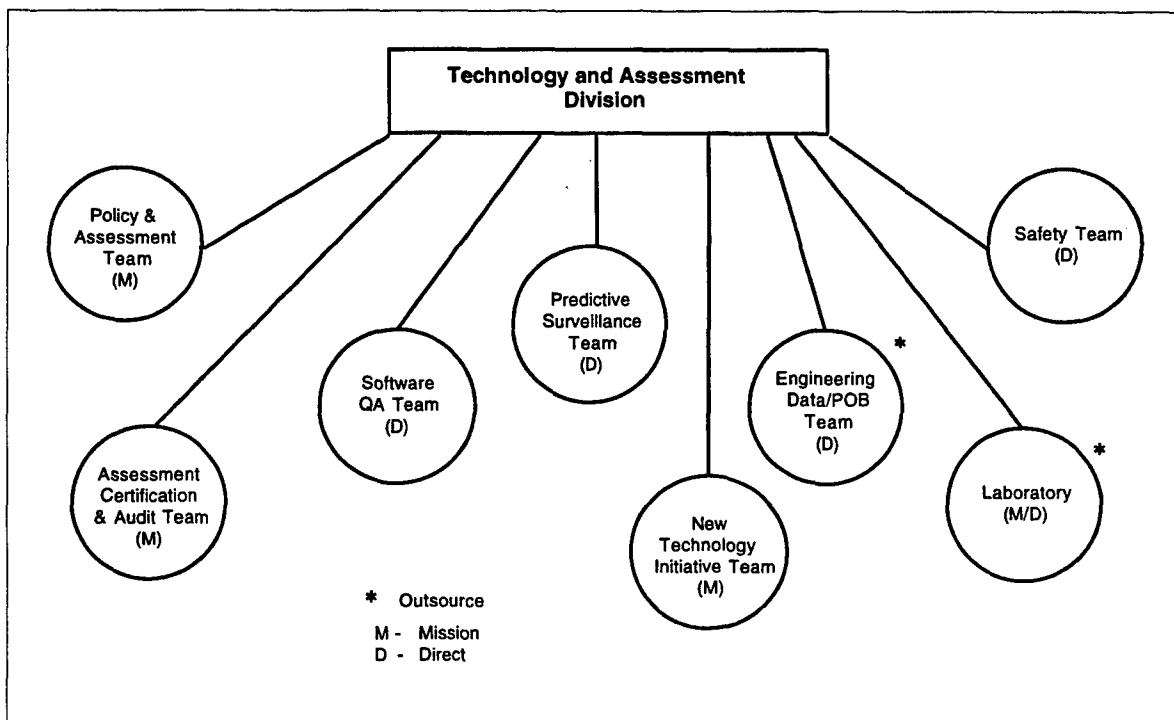 Technology and Assessment
Division
Policy &
Assessment
Team
(M)
Safety Team
(D)
Predictive
Surveillance
Team
(D)
Software
QA Team
(D)
*
Engineering
Data/POB
Team
(D)
*
Laboratory
(M/D)
Assessment
Certification
& Audit Team
(M)
New
Technology
Initiative Team
(M)
* Outsource
M - Mission
D - Direct